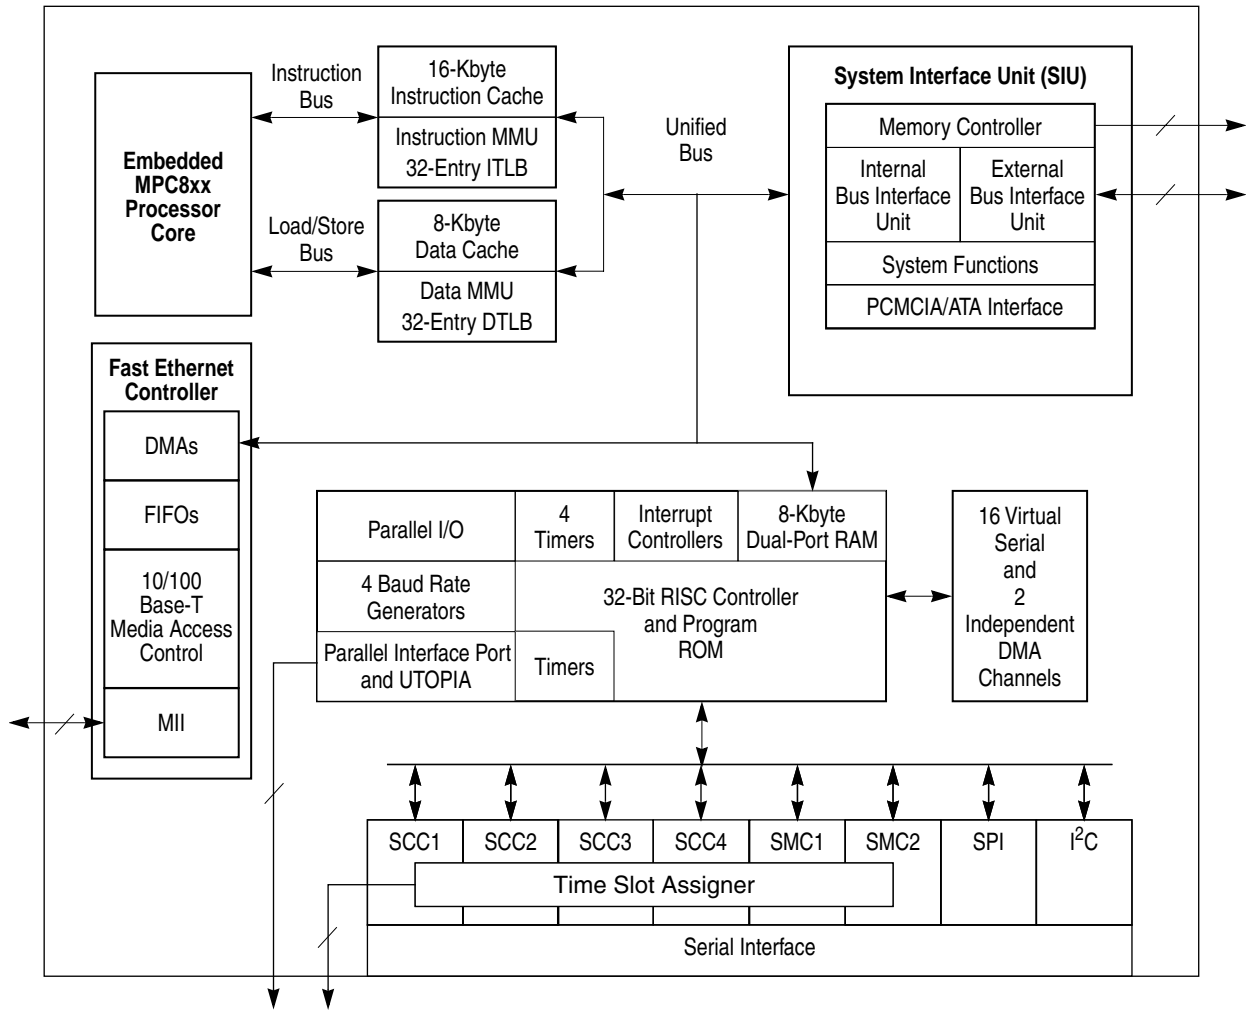 Embedded
MPC8xx
Processor
Core
Instruction
Bus
Load/Store
Bus
16-Kbyte
Instruction Cache
Instruction MMU
32-Entry ITLB
8-Kbyte
Data Cache
Data MMU
32-Entry DTLB
Unified
Bus
System Interface Unit (SIU)
Memory Controller
Internal
Bus Interface
Unit
External
Bus Interface
Unit
System Functions
PCMCIA/ATA Interface
Fast Ethernet
Controller
DMAs
FIFOs
10/100
Base-T
Media Access
Control
MII
Parallel I/O
4
Timers
Interrupt
Controllers
8-Kbyte
Dual-Port RAM
4 Baud Rate
Generators
32-Bit RISC Controller
and Program
ROM
Parallel Interface Port
and UTOPIA
Timers
16 Virtual
Serial
and
2
Independent
DMA
Channels
SCC1
SCC2
SCC3
SCC4
SMC1
SMC2
SPI
I²C
Time Slot Assigner
Serial Interface